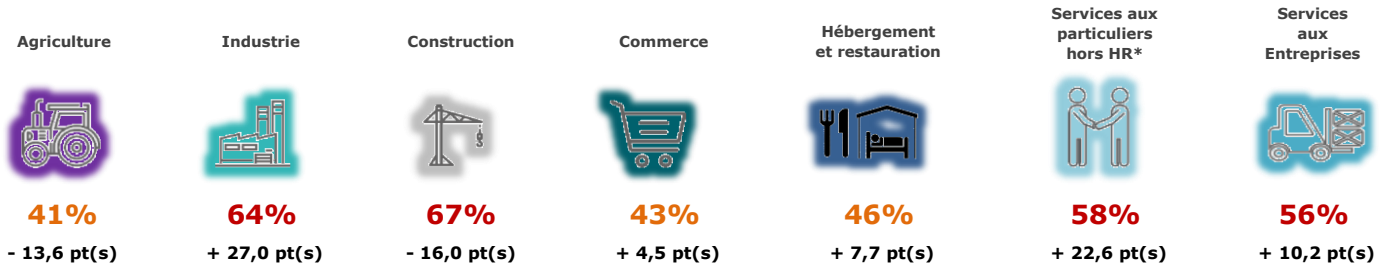 Agriculture
Industrie
Construction
Commerce
Hébergement
et restauration
Services aux
particuliers
hors HR*
Services
aux
Entreprises
41%
64%
67%
43%
46%
58%
56%
- 13,6 pt(s)
+ 27,0 pt(s)
- 16,0 pt(s)
+ 4,5 pt(s)
+ 7,7 pt(s)
+ 22,6 pt(s)
+ 10,2 pt(s)